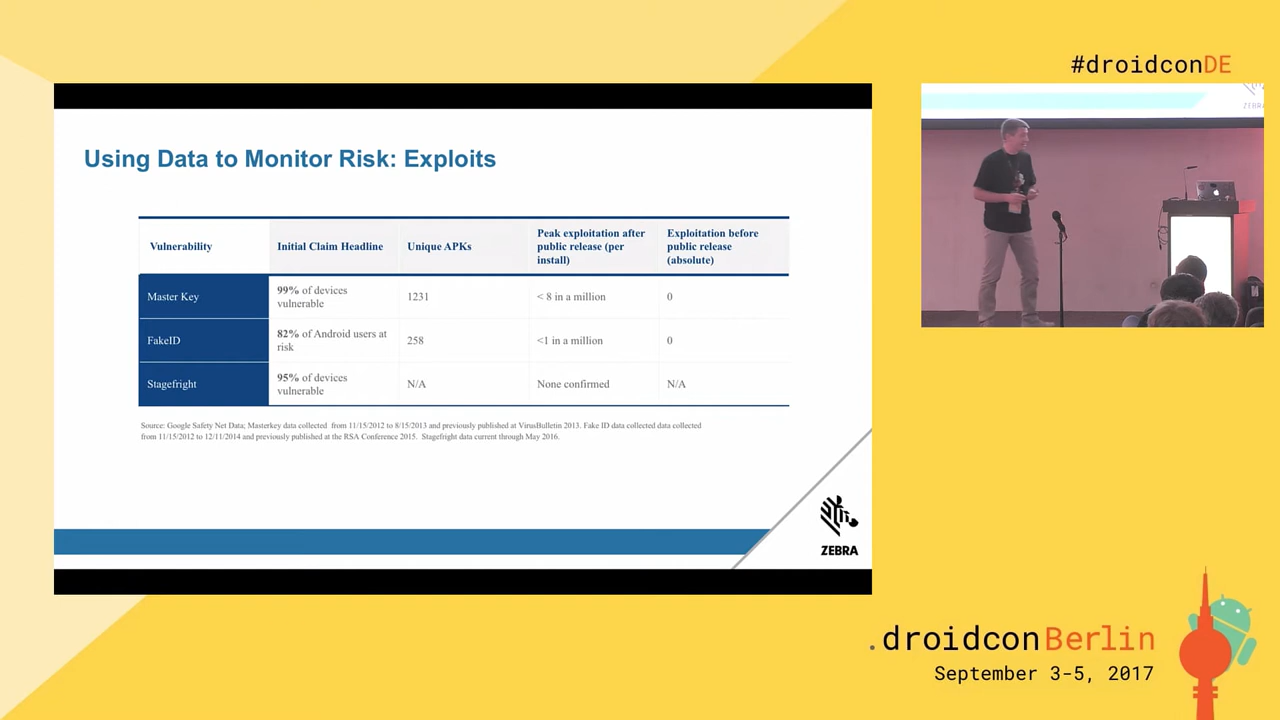 #droidconDE
Using Data to Monitor Risk: Exploits
Vulnerability
Initial Claim Headline
Unique APKs
Peak exploitation after
public release (per
install)
Exploitation before
public release
(absolute)
Master Key
99% of devices
vulnerable
1231
< 8 in a million
0
FakeID
82% of Android users at
risk
258
<1 in a million
0
Stagefright
95% of devices
vulnerable
N/A
None confirmed
N/A
Source: Google Safety Net Data; Masterkey data collected from 11/15/2012 to 8/15/2013 and previously published at VirusBulletin 2013. Fake ID data collected data collected
from 11/15/2012 to 12/11/2014 and previously published at the RSA Conference 2015. Stagefright data current through May 2016.
ZEBRA
ZEBRA
.droidconBerlin
September 3-5, 2017